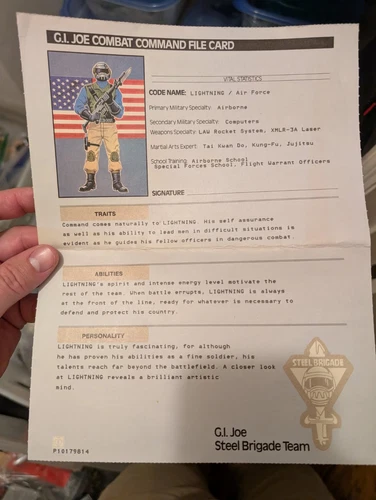 G.I. JOE COMBAT COMMAND FILE CARD
VITAL STATISTICS
CODE NAME: LIGHTNING / Air Force
Primary Military Specialty: Airborne
Secondary Military Specialty: Computers
Weapons Specialty: LAW Rocket System, XMLR-3A Laser
Martial Arts Expert: Tai Kwan Do, Kung-Fu, Jujitsu
School Training: Airborne School
Special Forces School, Flight Warrant Officers
SIGNATURE
TRAITS
Command comes naturally to LIGHTNING. His self assurance
as well as his ability to lead men in difficult situations is
evident as he guides his fellow officers in dangerous combat.
ABILITIES
LIGHTNING's spirit and intense energy level motivate the
rest of the team. When battle erupts, LIGHTNING is always
at the front of the line, ready for whatever is necessary to
defend and protect his country.
PERSONALITY
LIGHTNING is truly fascinating, for although
he has proven his abilities as a fine soldier, his
talents reach far beyond the battlefield. A closer look
at LIGHTNING reveals a brilliant artistic
mind.
STEEL BRIGADE
G.I. Joe
Steel Brigade Team
P10179814